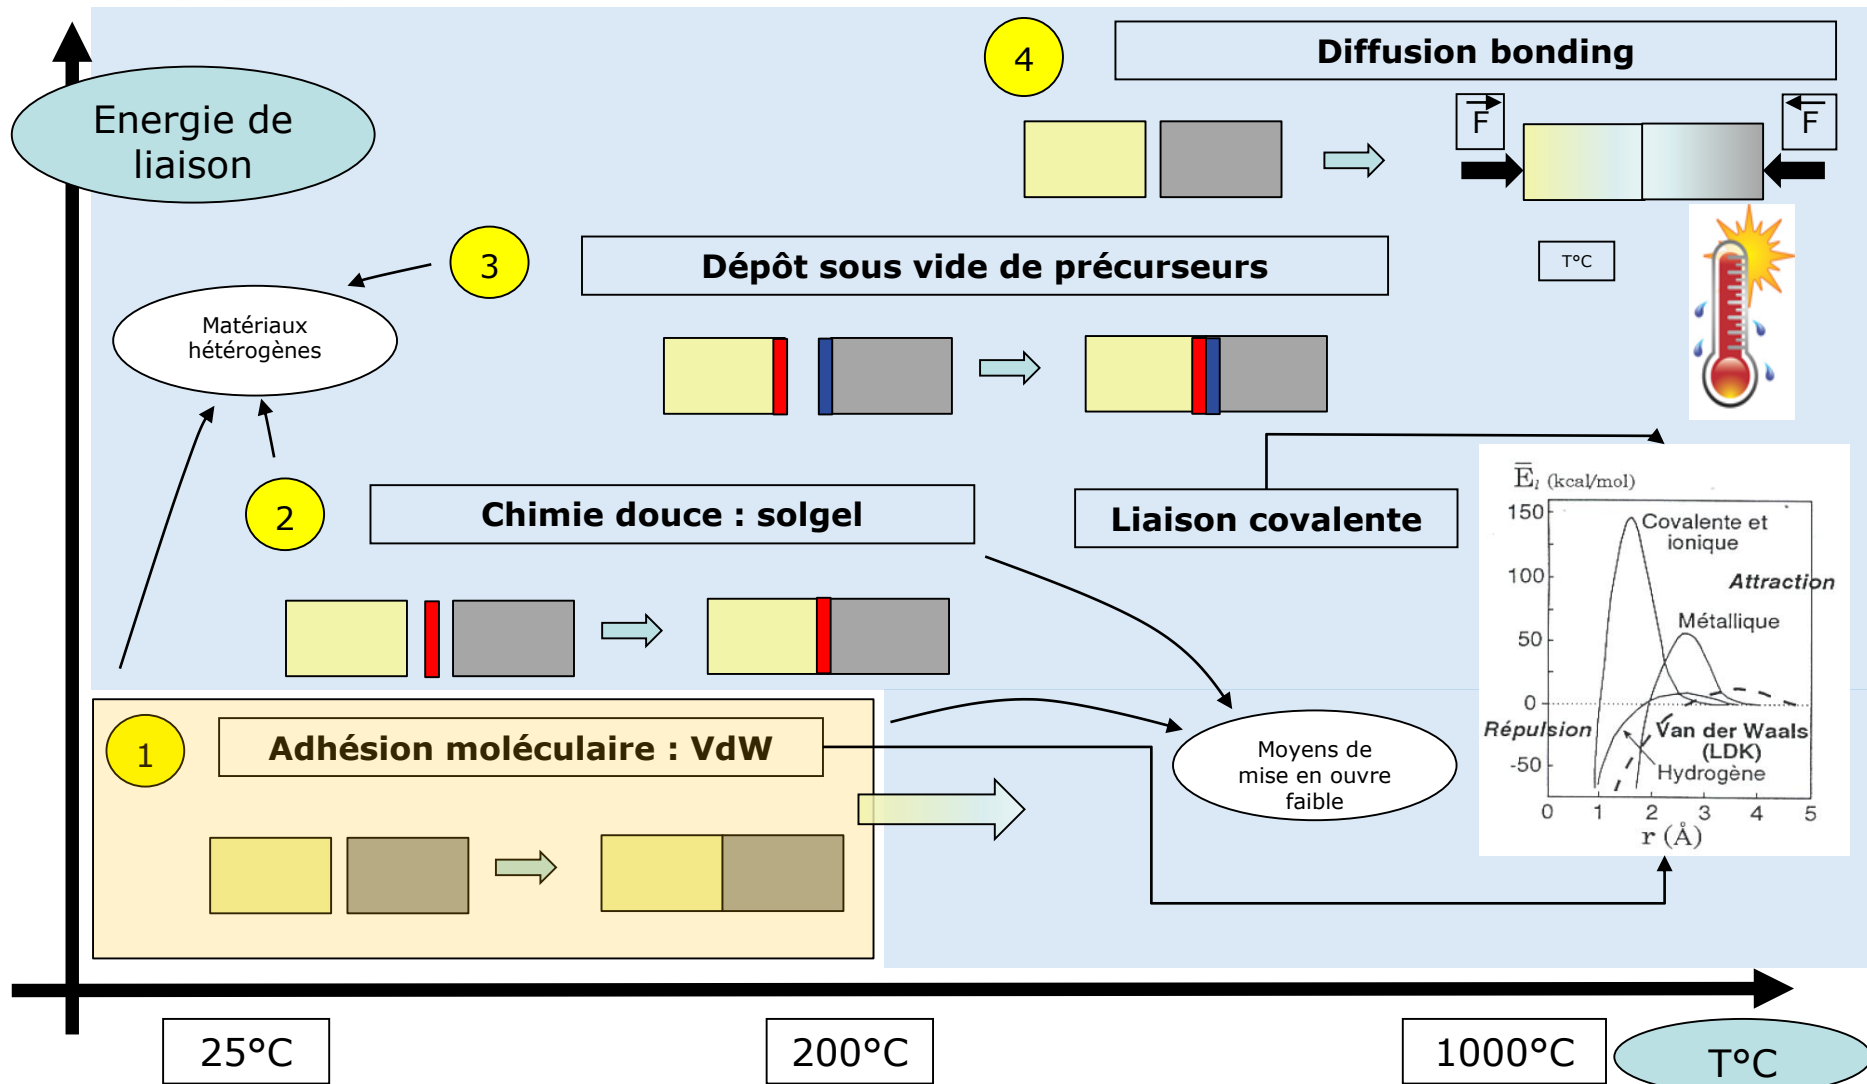 4
Diffusion bonding
Energie de
liaison
F
F
3
Dépôt sous vide de précurseurs
T°C
Matériaux
hétérogènes
2
Chimie douce : solgel
Liaison covalente
E̅l (kcal/mol)
150
Covalente et
ionique
100
Attraction
50
Métallique
0
Répulsion
Van der Waals
(LDK)
-50
Hydrogène
0 1 2 3 4 5
r (Å)
1
Adhésion moléculaire : VdW
Moyens de
mise en ouvre
faible
25°C
200°C
1000°C
T°C